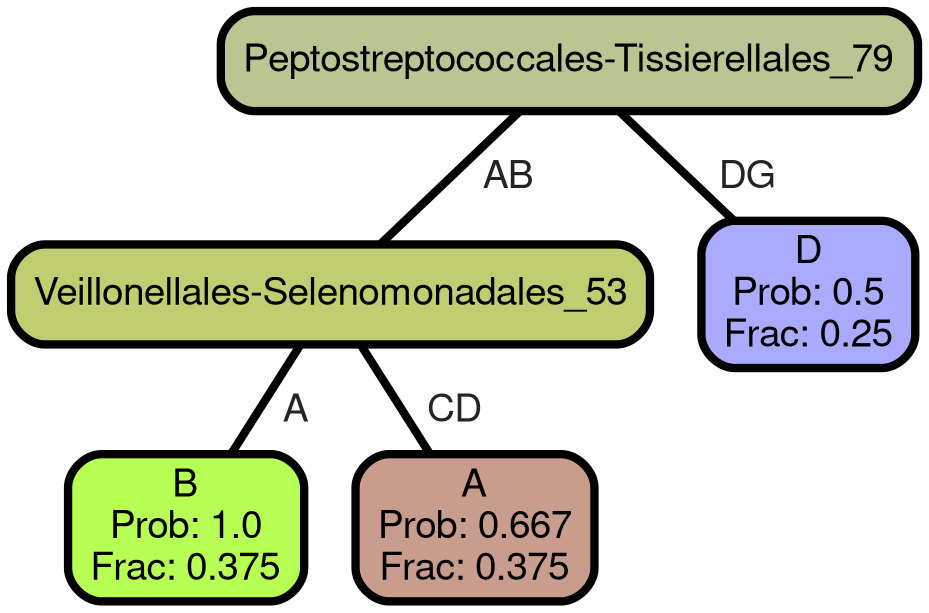 Peptostreptococcales-Tissierellales_79
AB
DG
Veillonellales-Selenomonadales_53
D
Prob: 0.5
Frac: 0.25
A
CD
B
Prob: 1.0
Frac: 0.375
A
Prob: 0.667
Frac: 0.375